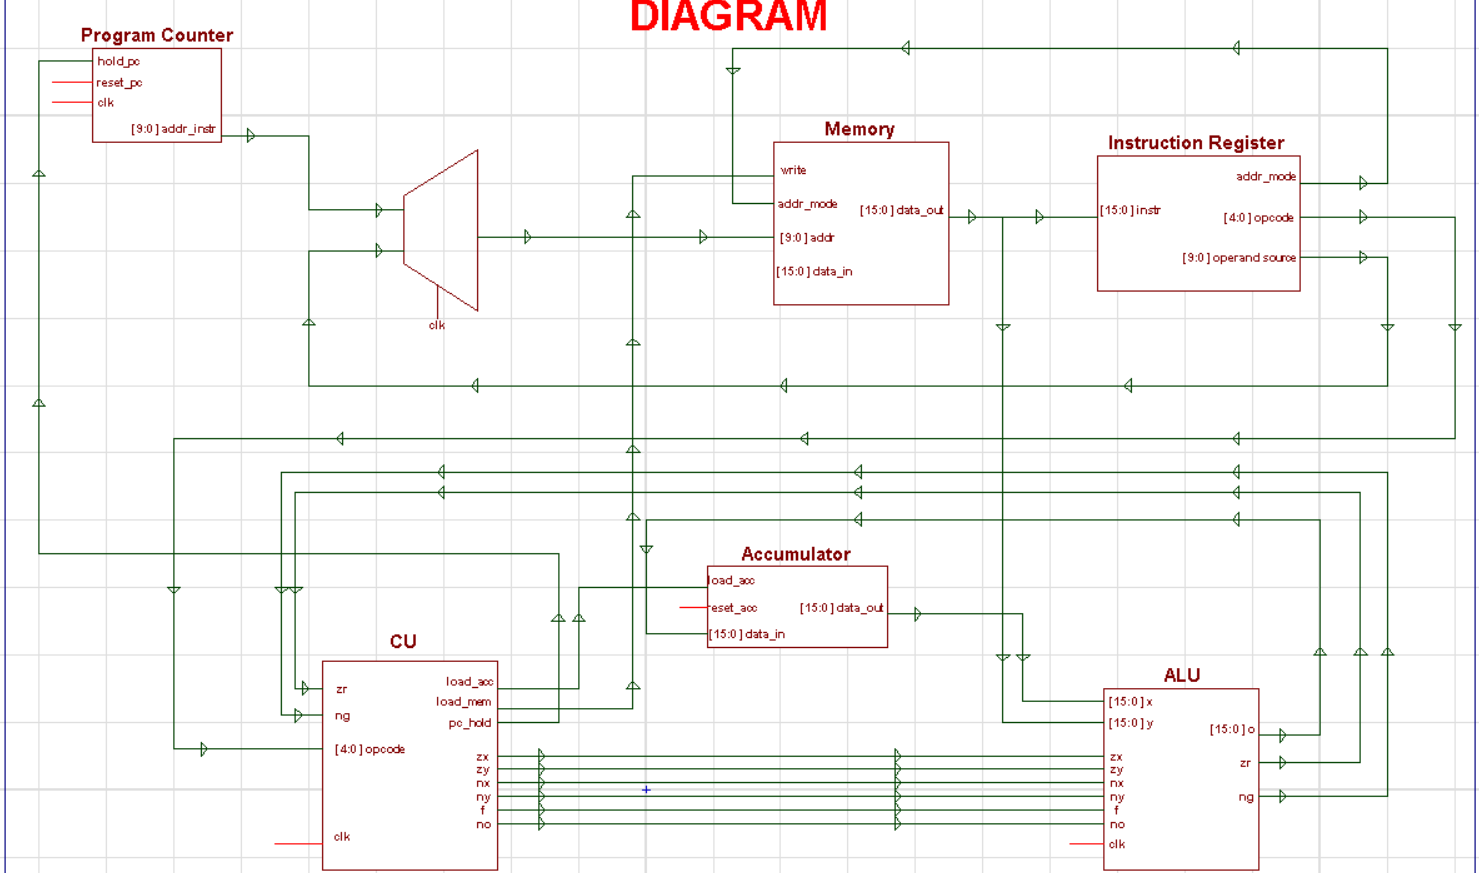 DIAGRAM
Program Counter
hold_pc
reset_pc
clk
[9:0] addr_instr
clk
Memory
write
addr_mode
[15:0] data_out
[9:0] addr
[15:0] data_in
Instruction Register
addr_mode
[15:0] instr
[4:0] opcode
[9:0] operand source
Accumulator
load_acc
reset_acc
[15:0] data_out
[15:0] data_in
CU
zr
ng
[4:0] opcode
clk
load_acc
load_mem
pc_hold
zx
zy
nx
ny
f
no
ALU
[15:0] x
[15:0] y
zx
zy
nx
ny
f
no
clk
[15:0] o
zr
ng